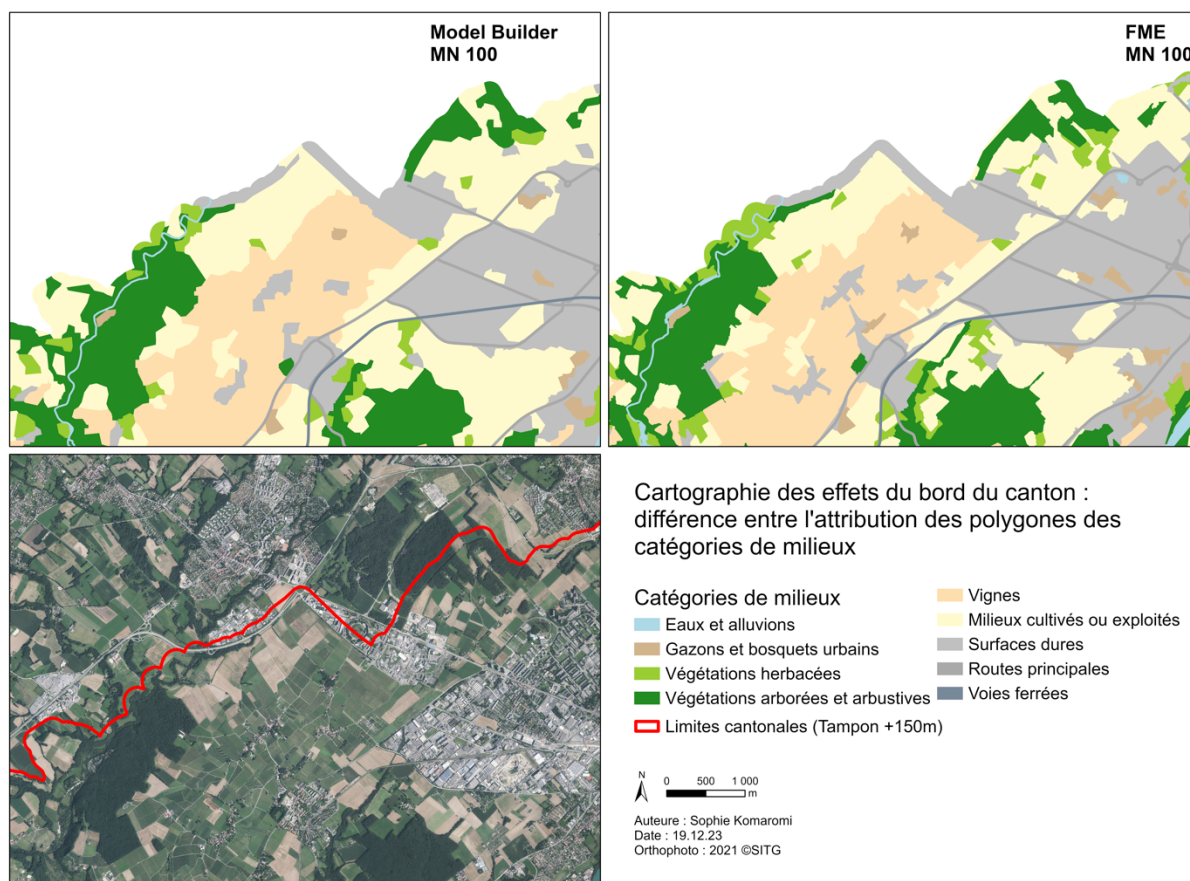 Model Builder
MN 100
FME
MN 100
Cartographie des effets du bord du canton :
différence entre l'attribution des polygones des
catégories de milieux
Catégories de milieux
Eaux et alluvions
Gazons et bosquets urbains
Végétations herbacées
Végétations arborées et arbustives
Limites cantonales (Tampon +150m)
Vignes
Milieux cultivés ou exploités
Surfaces dures
Routes principales
Voies ferrées
N
0 500 1 000
m
Auteure : Sophie Komaromi
Date : 19.12.23
Orthophoto : 2021 ©SITG